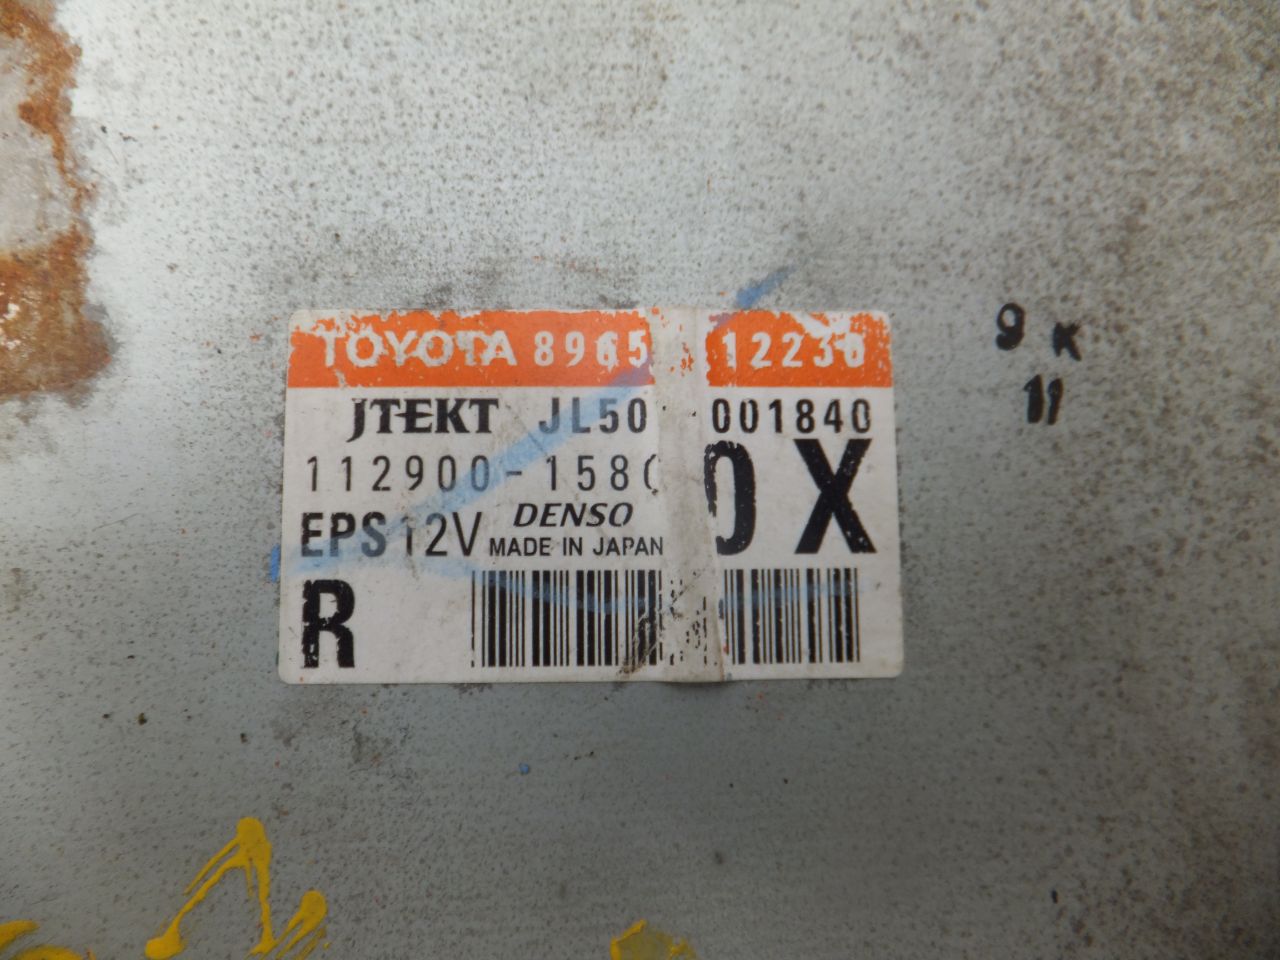 TOYOTA 8965 12230
JTEKT JL50 001840
112900-158
0X
EPS 12V DENSO
MADE IN JAPAN
R
9 K
11